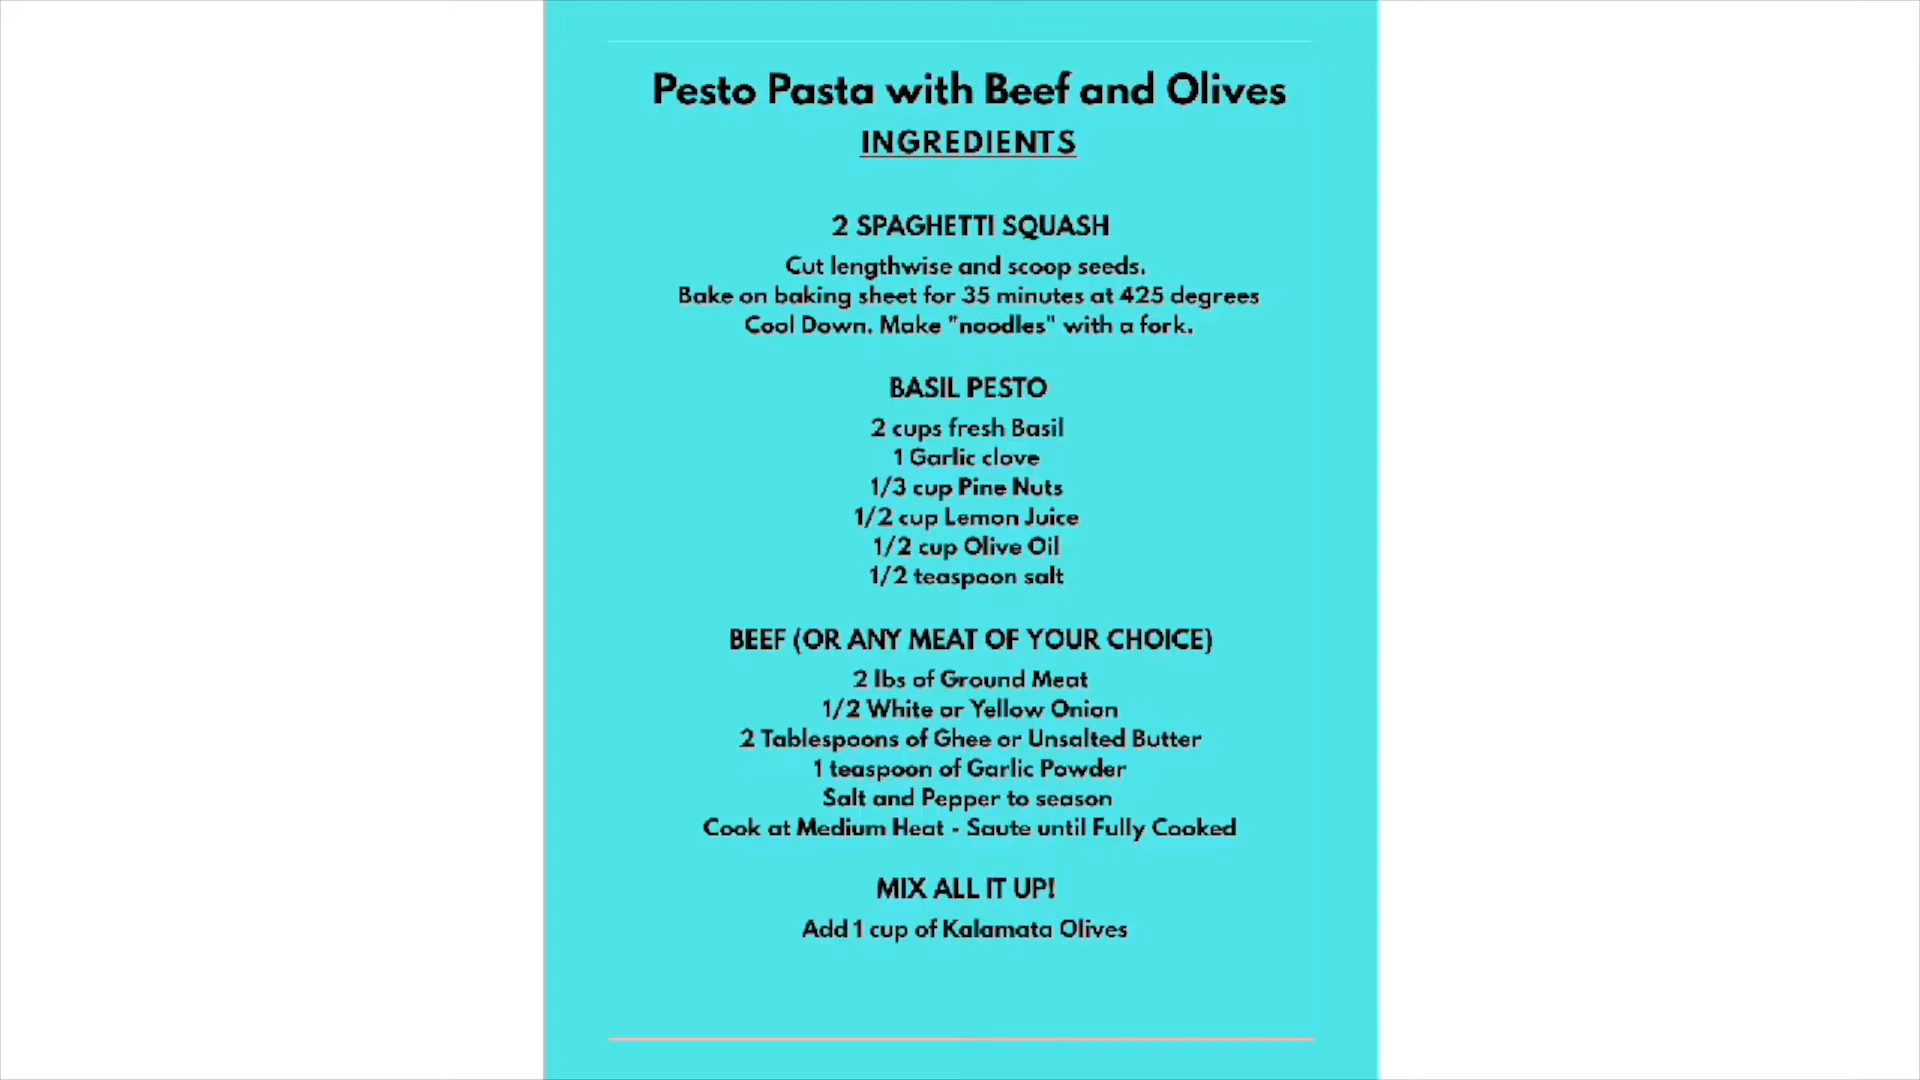 Pesto Pasta with Beef and Olives
INGREDIENTS
2 SPAGHETTI SQUASH
Cut lengthwise and scoop seeds.
Bake on baking sheet for 35 minutes at 425 degrees
Cool Down. Make "noodles" with a fork.
BASIL PESTO
2 cups fresh Basil
1 Garlic clove
1/3 cup Pine Nuts
1/2 cup Lemon Juice
1/2 cup Olive Oil
1/2 teaspoon salt
BEEF (OR ANY MEAT OF YOUR CHOICE)
2 lbs of Ground Meat
1/2 White or Yellow Onion
2 Tablespoons of Ghee or Unsalted Butter
1 teaspoon of Garlic Powder
Salt and Pepper to season
Cook at Medium Heat - Saute until Fully Cooked
MIX ALL IT UP!
Add 1 cup of Kalamata Olives